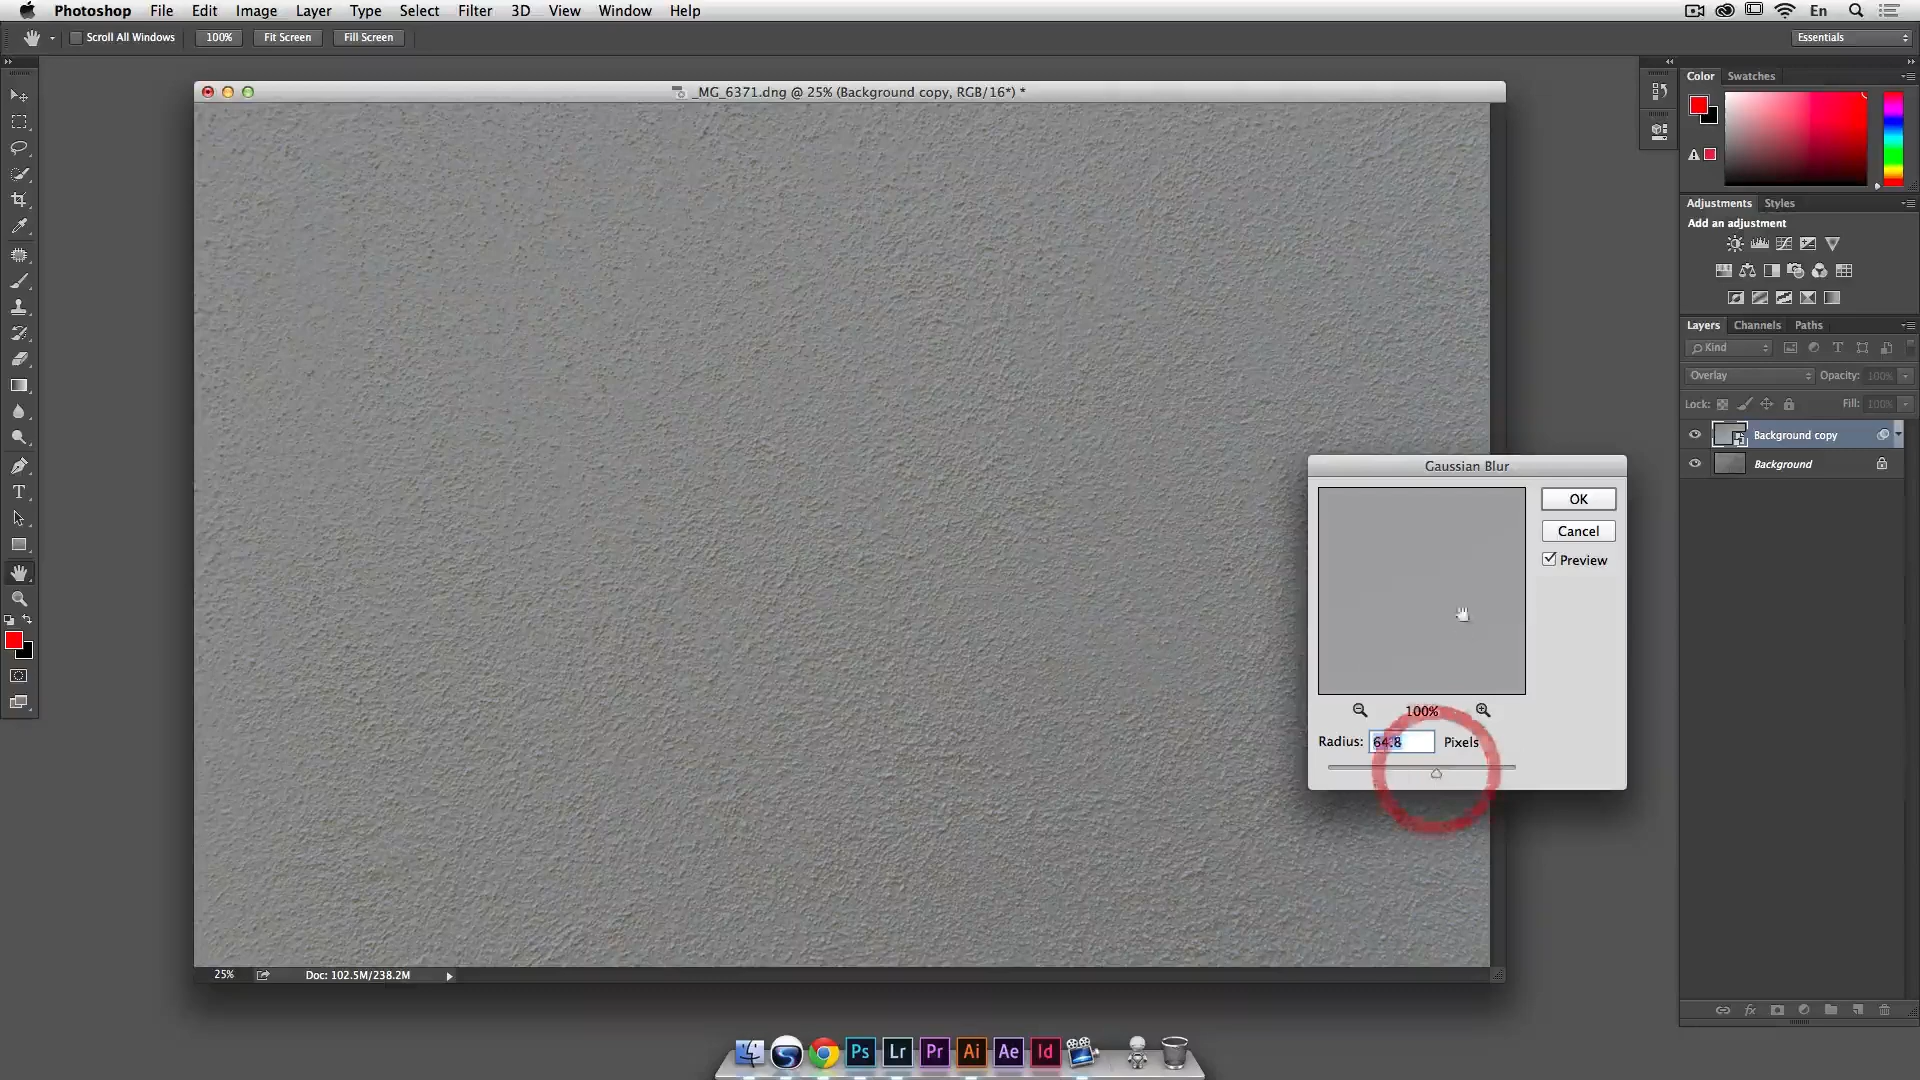 Photoshop File Edit Image Layer Type Select Filter 3D View Window Help En
Scroll All Windows 100% Fit Screen Fill Screen Essentials
_MG_6371.dng @ 25% (Background copy, RGB/16*) *
Color Swatches
Adjustments Styles
Add an adjustment
Layers Channels Paths
Kind T
Overlay Opacity: 100%
Lock: Fill: 100%
Background copy
Background
Gaussian Blur
OK
Cancel
Preview
100%
Radius: 64.8 Pixels
25% Doc: 102.5M/238.2M
fx
Ps Lr Pr Ai Ae Id